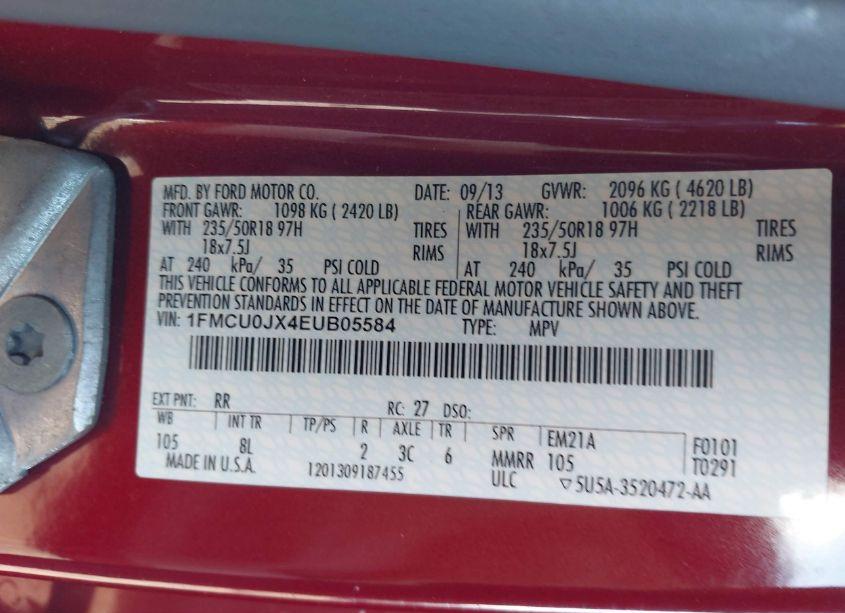 MFD. BY FORD MOTOR CO. DATE: 09/13 GVWR: 2096 KG ( 4620 LB)
FRONT GAWR: 1098 KG ( 2420 LB) REAR GAWR: 1006 KG ( 2218 LB)
WITH 235/50R18 97H TIRES WITH 235/50R18 97H TIRES
18x7.5J RIMS 18x7.5J RIMS
AT 240 kPa/ 35 PSI COLD AT 240 kPa/ 35 PSI COLD
THIS VEHICLE CONFORMS TO ALL APPLICABLE FEDERAL MOTOR VEHICLE SAFETY AND THEFT
PREVENTION STANDARDS IN EFFECT ON THE DATE OF MANUFACTURE SHOWN ABOVE.
VIN: 1FMCU0JX4EUB05584 TYPE: MPV
EXT PNT: RR RC: 27 DSO:
WB INT TR TP/PS R AXLE TR SPR EM21A F0101
105 8L 2 3C 6 MMRR 105 T0291
MADE IN U.S.A. 1201309187455 ULC ▽5U5A-3520472-AA